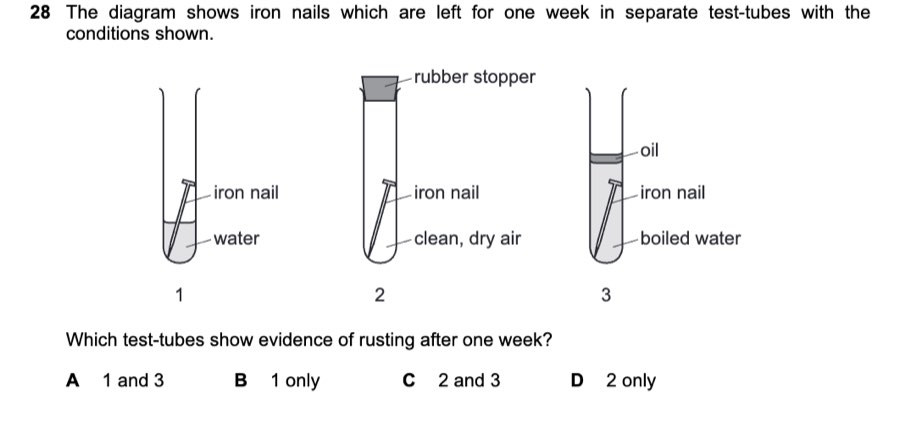 28 The diagram shows iron nails which are left for one week in separate test-tubes with the
conditions shown.
rubber stopper
oil
iron nail
iron nail
iron nail
water
clean, dry air
boiled water
1
2
3
Which test-tubes show evidence of rusting after one week?
A 1 and 3 B 1 only C 2 and 3 D 2 only